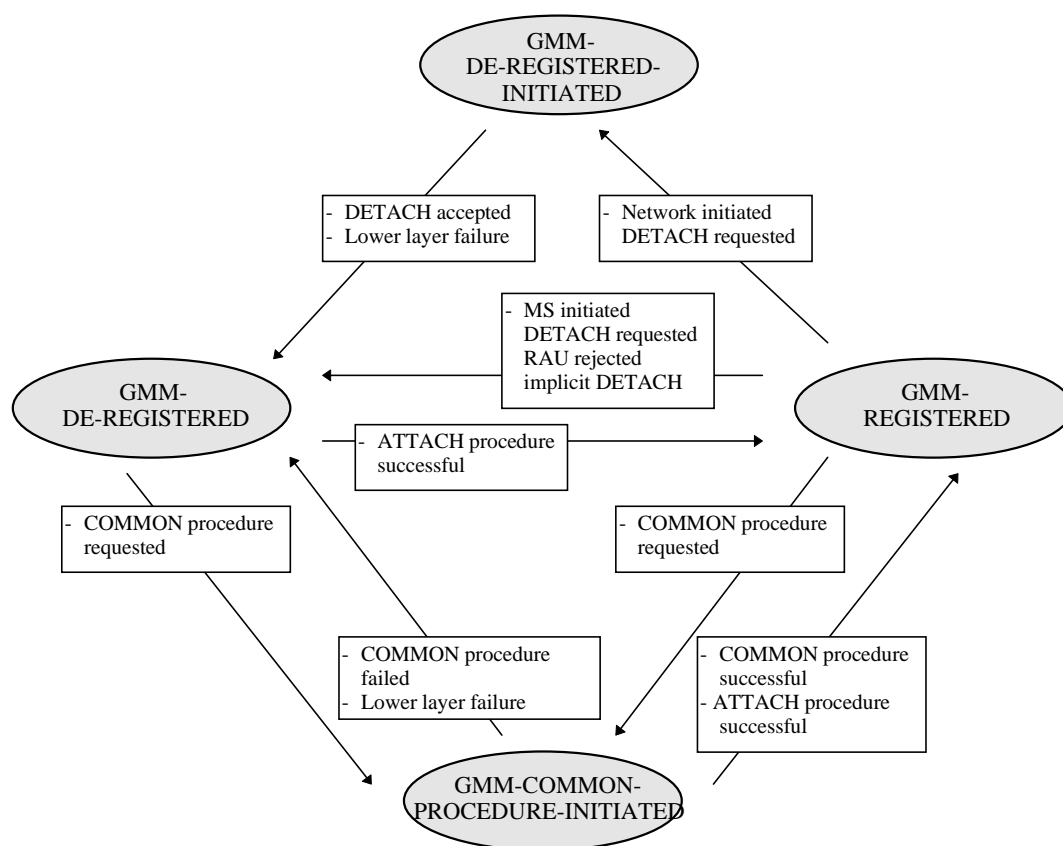 GMM-
DE-REGISTERED-
INITIATED
- DETACH accepted
- Lower layer failure
- Network initiated
DETACH requested
- MS initiated
DETACH requested
RAU rejected
implicit DETACH
GMM-
DE-REGISTERED
GMM-
REGISTERED
- ATTACH procedure
successful
- COMMON procedure
requested
- COMMON procedure
requested
- COMMON procedure
failed
- Lower layer failure
- COMMON procedure
successful
- ATTACH procedure
successful
GMM-COMMON-
PROCEDURE-INITIATED